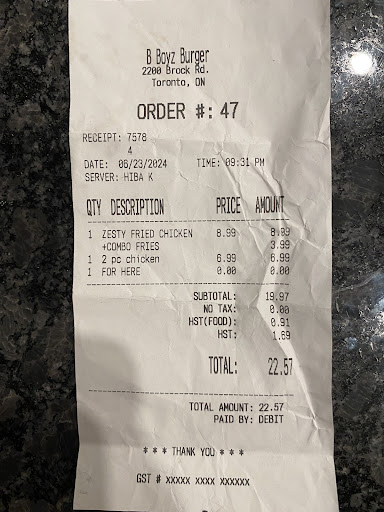 B Boyz Burger
2200 Brock Rd.
Toronto, ON
ORDER #: 47
RECEIPT: 7578
4
DATE: 06/23/2024 TIME: 09:31 PM
SERVER: HIBA K
QTY DESCRIPTION PRICE AMOUNT
1 ZESTY FRIED CHICKEN 8.99 8.99
+COMBO FRIES 3.99
1 2 pc chicken 6.99 6.99
1 FOR HERE 0.00 0.00
SUBTOTAL: 19.97
NO TAX: 0.00
HST(FOOD): 0.91
HST: 1.69
TOTAL: 22.57
TOTAL AMOUNT: 22.57
PAID BY: DEBIT
* * * THANK YOU * * *
GST # XXXXX XXXX XXXXXX